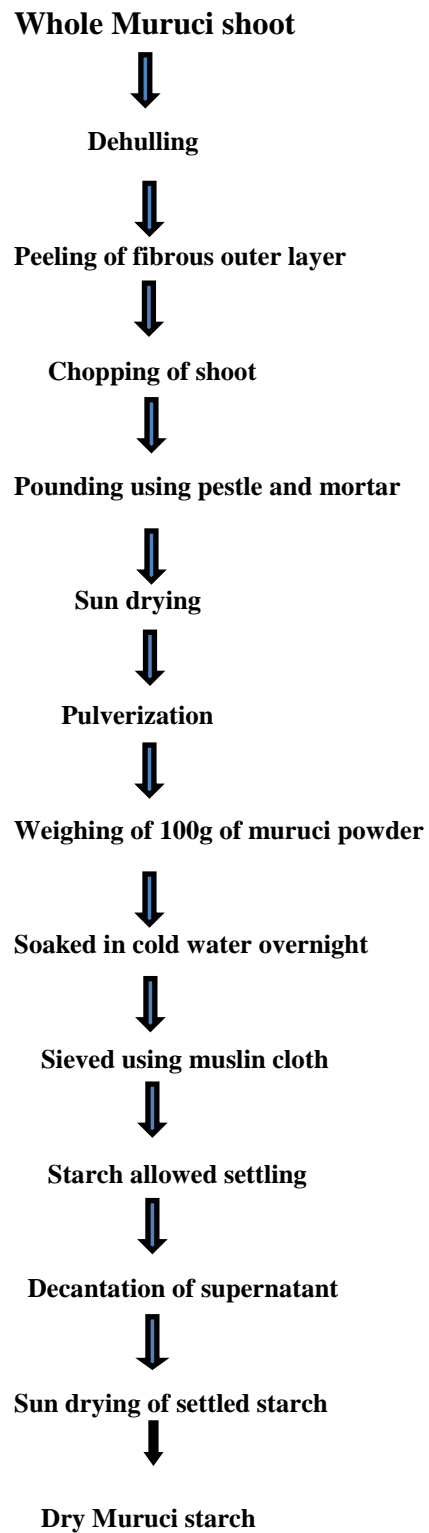 Whole Muruci shoot
Dehulling
Peeling of fibrous outer layer
Chopping of shoot
Pounding using pestle and mortar
Sun drying
Pulverization
Weighing of 100g of muruci powder
Soaked in cold water overnight
Sieved using muslin cloth
Starch allowed settling
Decantation of supernatant
Sun drying of settled starch
Dry Muruci starch